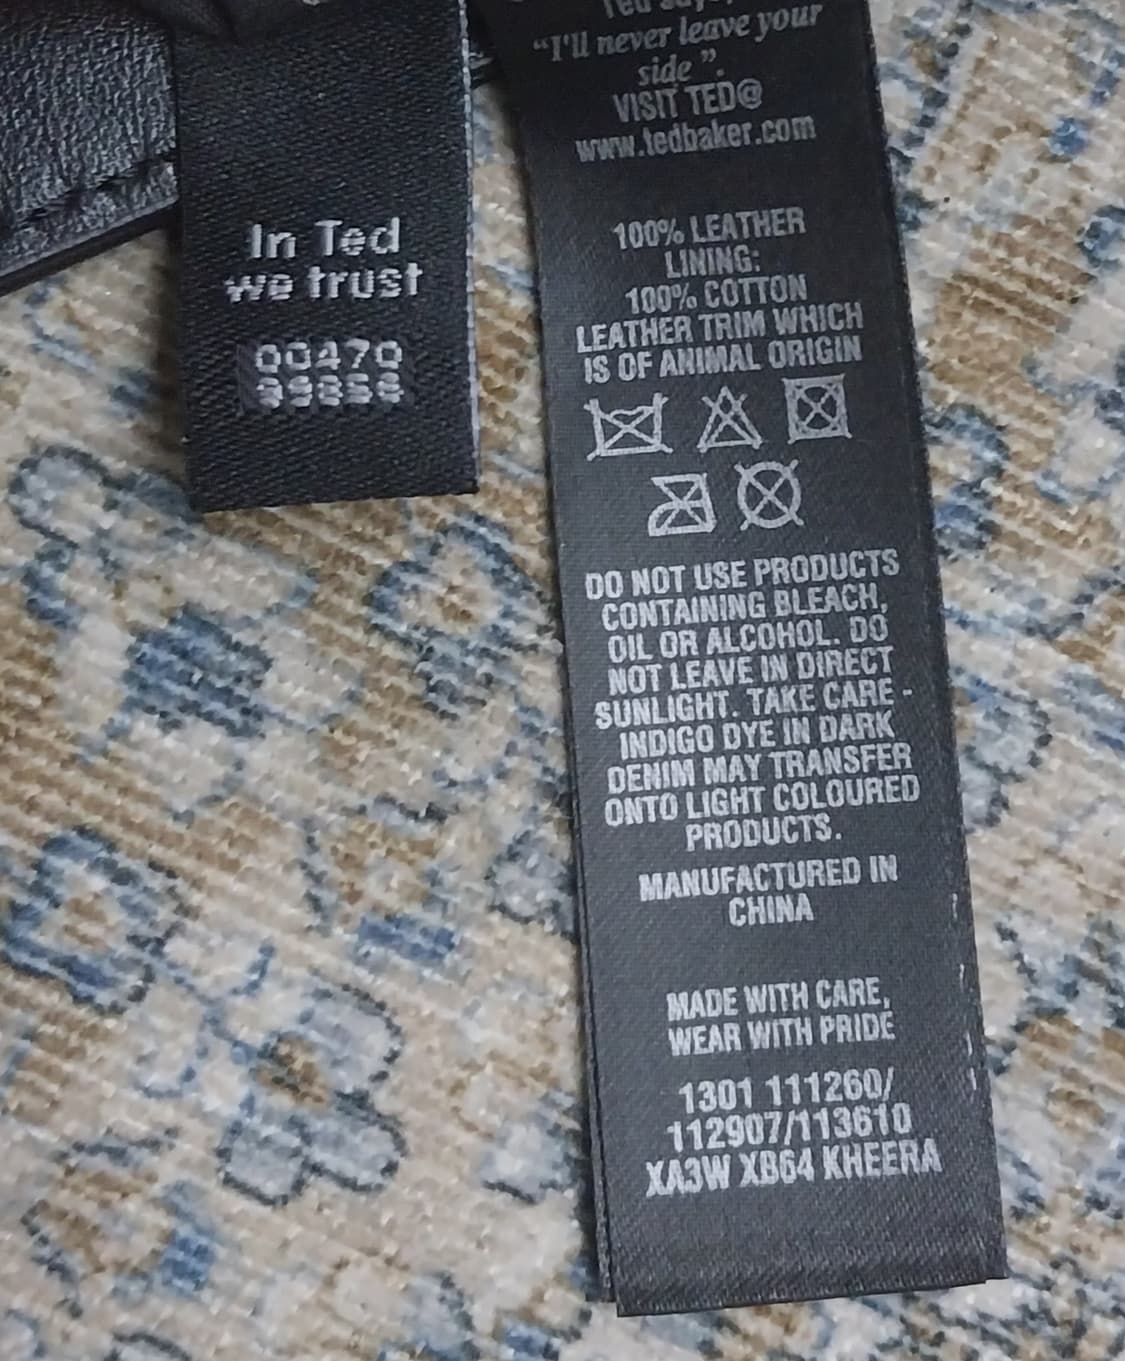 In Ted
we trust
00470
99858
Ted says,
“I'll never leave your
side”.
VISIT TED@
www.tedbaker.com
100% LEATHER
LINING:
100% COTTON
LEATHER TRIM WHICH
IS OF ANIMAL ORIGIN
DO NOT USE PRODUCTS
CONTAINING BLEACH,
OIL OR ALCOHOL. DO
NOT LEAVE IN DIRECT
SUNLIGHT. TAKE CARE -
INDIGO DYE IN DARK
DENIM MAY TRANSFER
ONTO LIGHT COLOURED
PRODUCTS.
MANUFACTURED IN
CHINA
MADE WITH CARE,
WEAR WITH PRIDE
1301 111260/
112907/113610
XA3W XB64 KHEERA